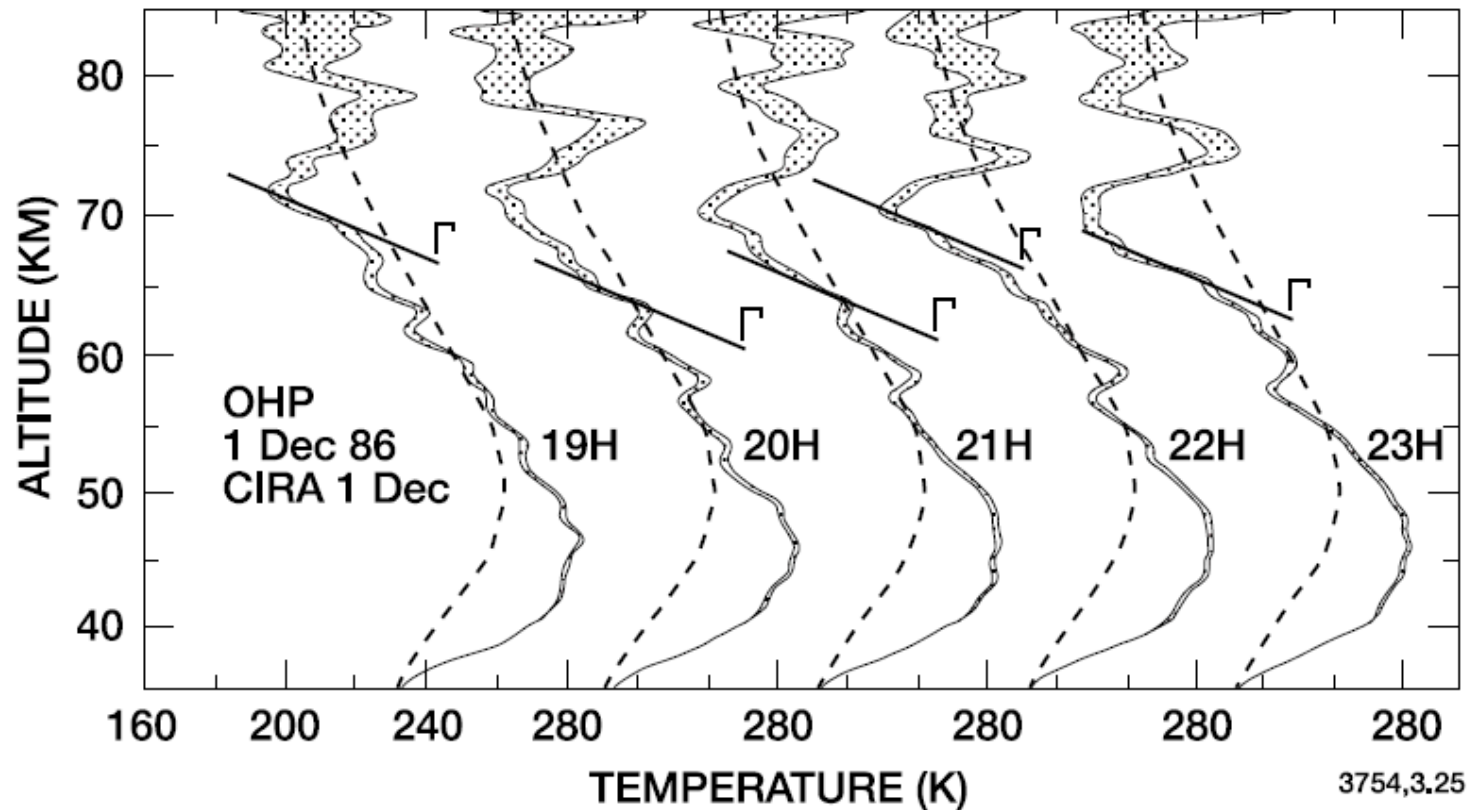 ALTITUDE (KM)
80
70
60
50
40
Γ
Γ
Γ
Γ
Γ
OHP
1 Dec 86
CIRA 1 Dec
19H
20H
21H
22H
23H
160 200 240 280 280 280 280 280
TEMPERATURE (K)
3754,3.25